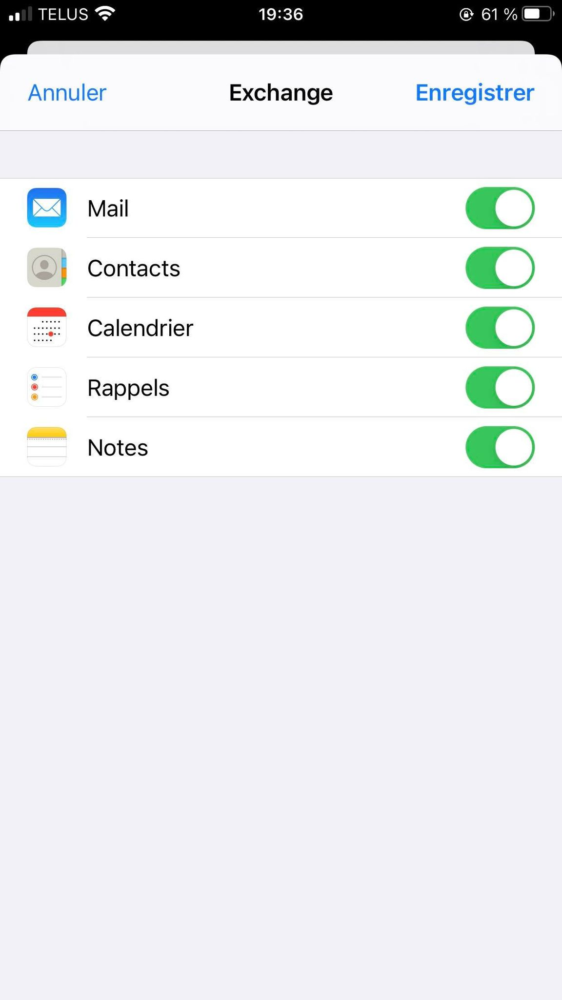 TELUS 19:36 61 %
Annuler Exchange Enregistrer
Mail
Contacts
Calendrier
Rappels
Notes